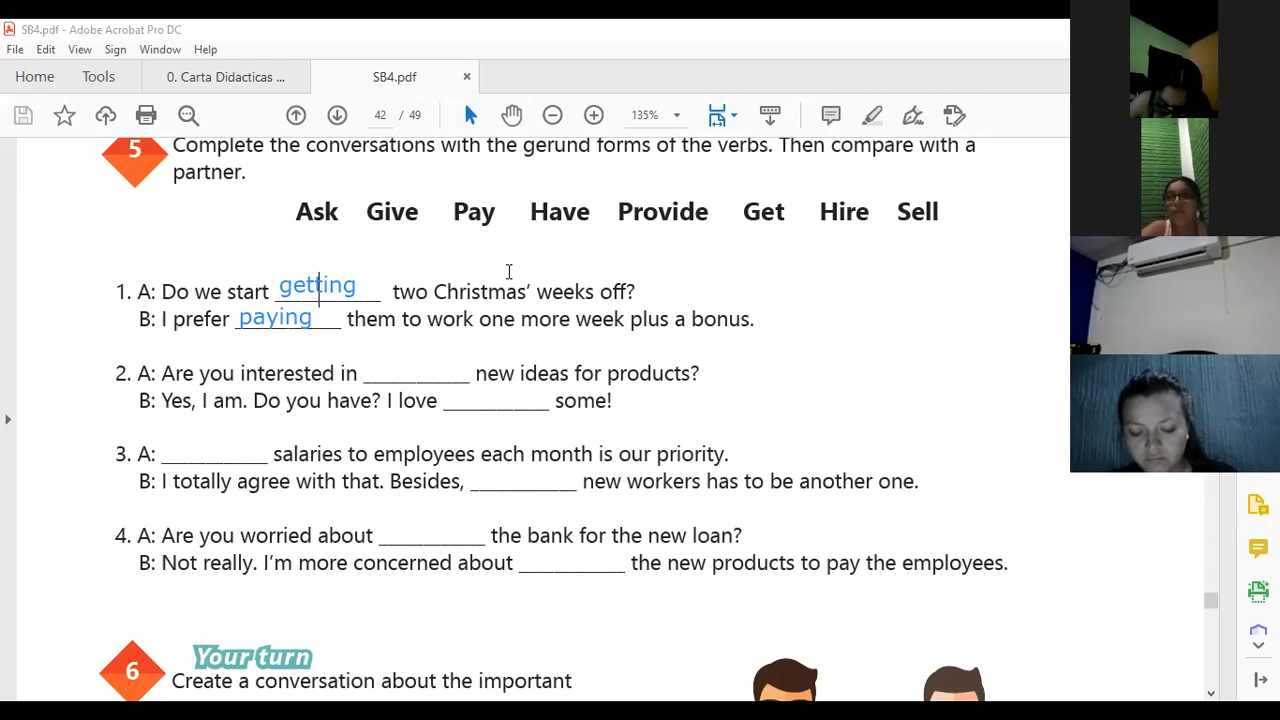 SB4.pdf - Adobe Acrobat Pro DC
File Edit View Sign Window Help
Home Tools 0. Carta Didacticas ... SB4.pdf ×
42 / 49 135%
5 Complete the conversations with the gerund forms of the verbs. Then compare with a
partner.
Ask Give Pay Have Provide Get Hire Sell
1. A: Do we start getting two Christmas’ weeks off?
B: I prefer paying them to work one more week plus a bonus.
2. A: Are you interested in ____________ new ideas for products?
B: Yes, I am. Do you have? I love ____________ some!
3. A: ____________ salaries to employees each month is our priority.
B: I totally agree with that. Besides, ____________ new workers has to be another one.
4. A: Are you worried about ____________ the bank for the new loan?
B: Not really. I’m more concerned about ____________ the new products to pay the employees.
6 Your turn
Create a conversation about the important